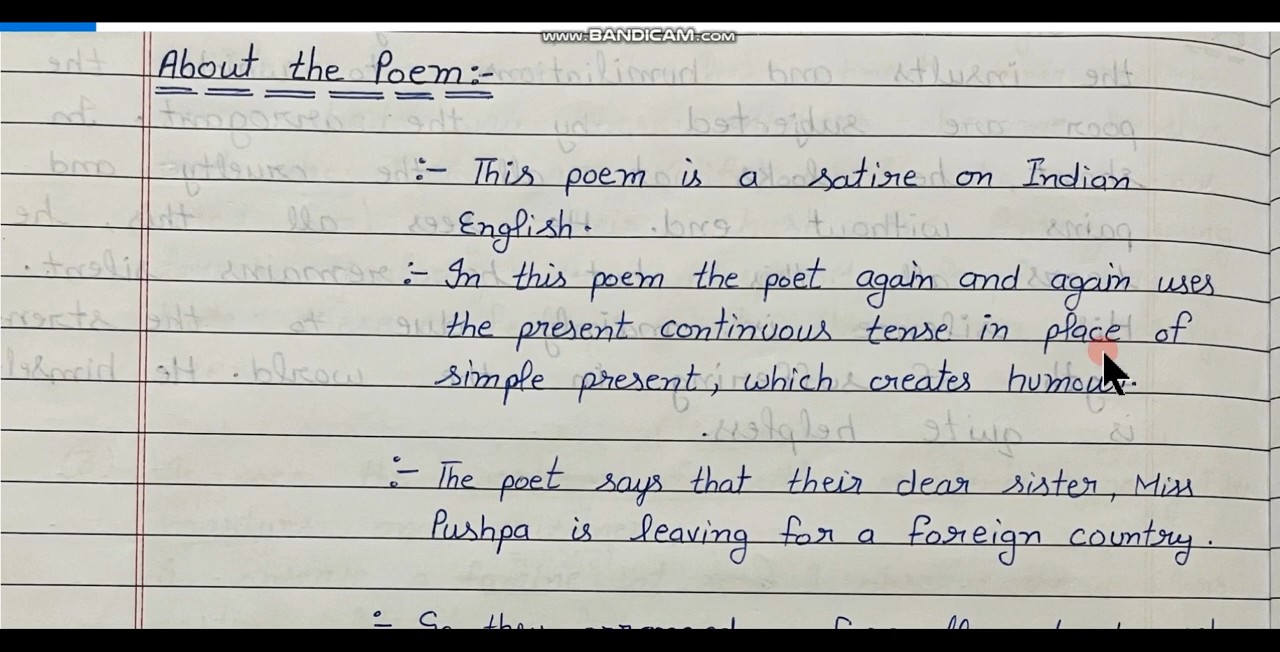 www.BANDICAM.com
About the Poem:-
:- This poem is a satire on Indian
English.
:- In this poem the poet again and again uses
the present continuous tense in place of
simple present, which creates humour.
:- The poet says that their dear sister, Miss
Pushpa is leaving for a foreign country.